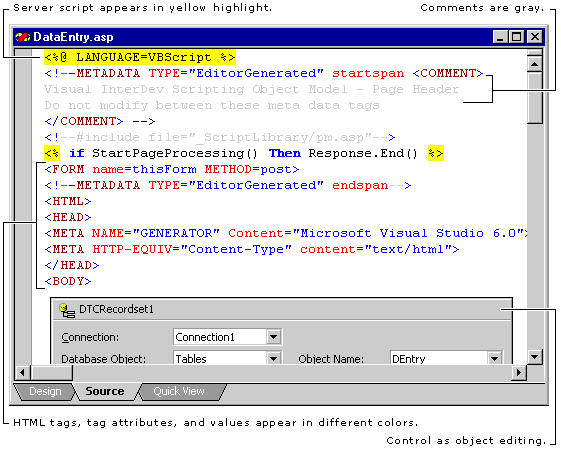 Server script appears in yellow highlight.
Comments are gray.
DataEntry.asp
<%@ LANGUAGE=VBScript %>
<!--METADATA TYPE="EditorGenerated" startspan <COMMENT>
Visual InterDev Scripting Object Model - Page Header
Do not modify between these meta data tags
</COMMENT> -->
<!--#include file="_ScriptLibrary/pm.asp"-->
<% if StartPageProcessing() Then Response.End() %>
<FORM name=thisForm METHOD=post>
<!--METADATA TYPE="EditorGenerated" endspan-->
<HTML>
<HEAD>
<META NAME="GENERATOR" Content="Microsoft Visual Studio 6.0">
<META HTTP-EQUIV="Content-Type" content="text/html">
</HEAD>
<BODY>
DTCRecordset1
Connection: Connection1
Database Object: Tables Object Name: DEntry
Design Source Quick View
HTML tags, tag attributes, and values appear in different colors.
Control as object editing.